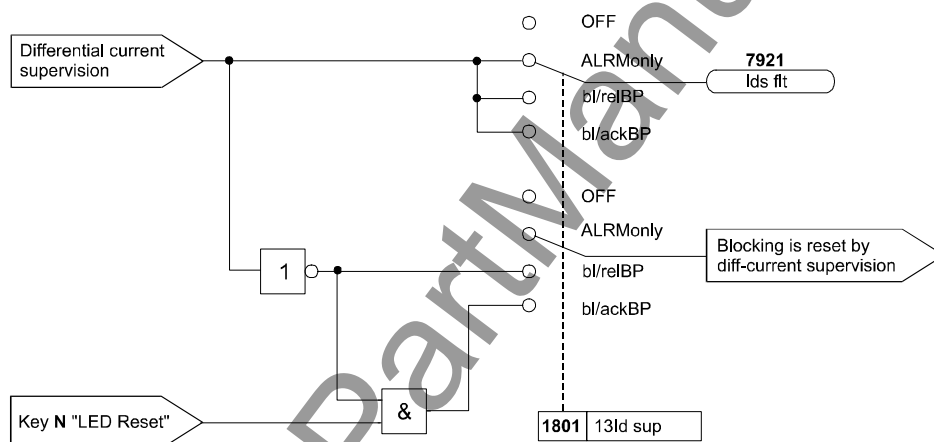 OFF
Differential current
supervision
ALRMonly
7921
Ids flt
bl/relBP
bl/ackBP
OFF
ALRMonly
Blocking is reset by
diff-current supervision
1
bl/relBP
bl/ackBP
Key N "LED Reset"
&
1801 13Id sup
PartManu